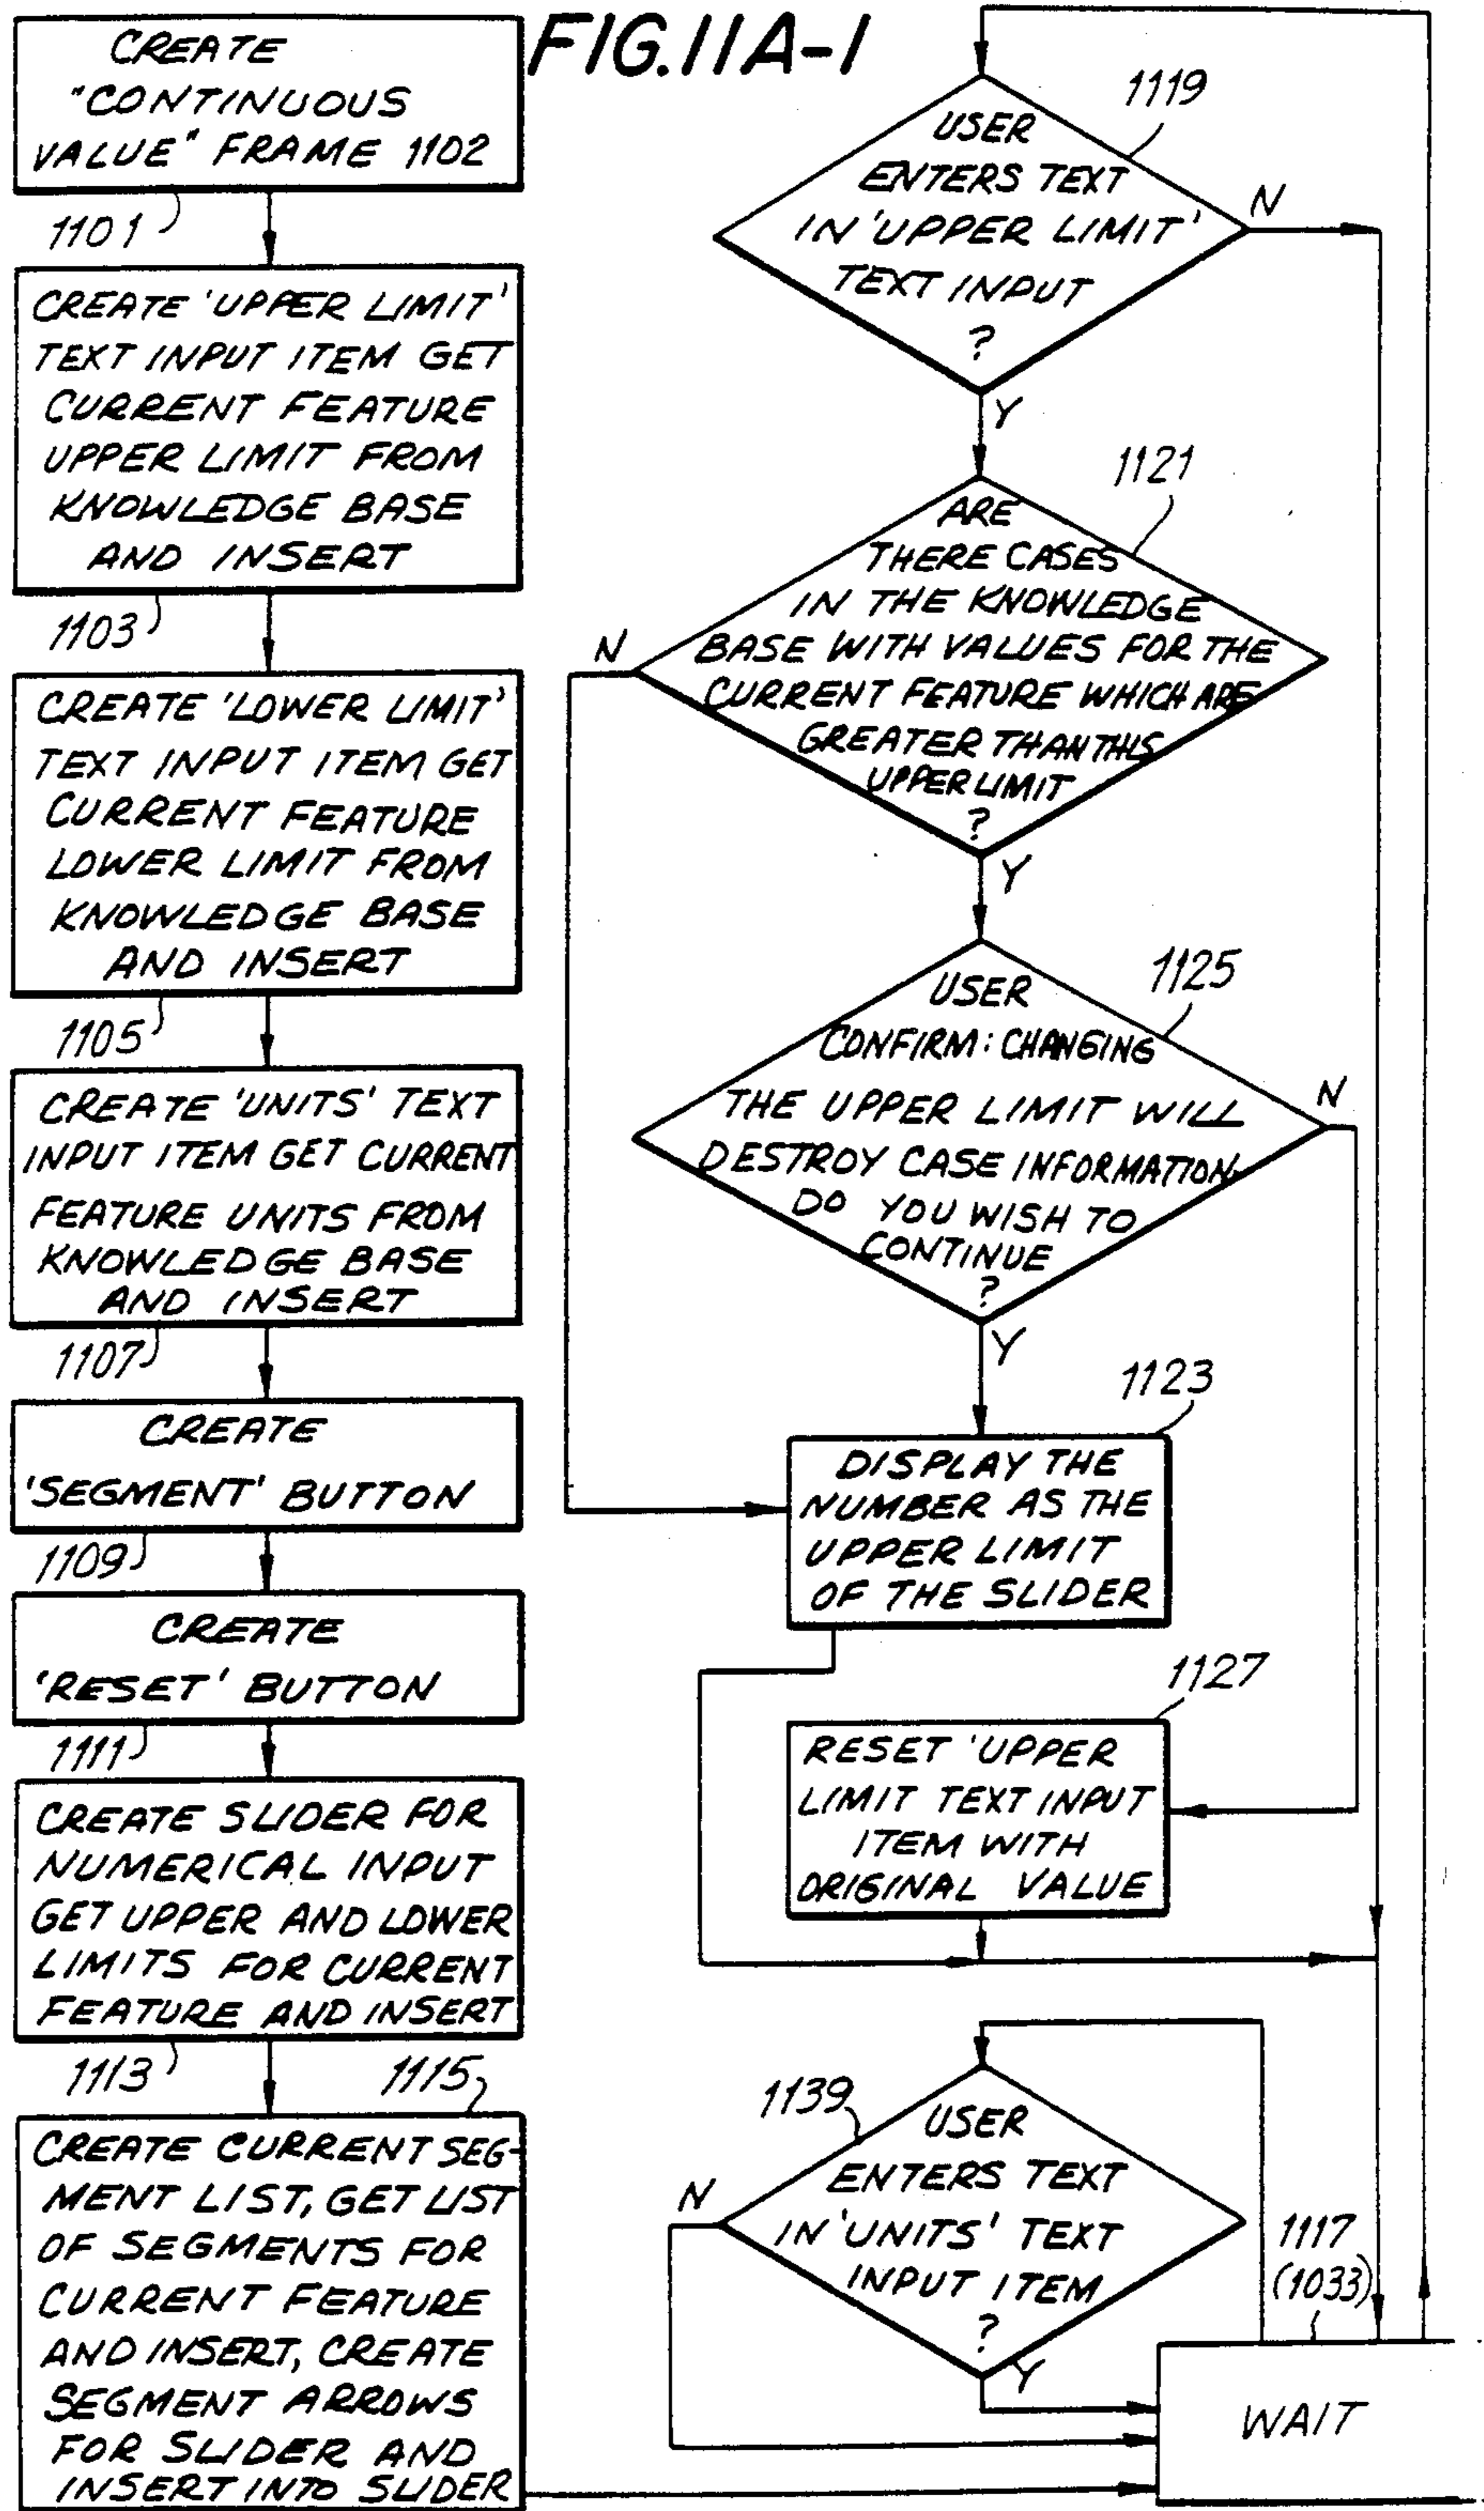 FIG.11A-1
CREATE
"CONTINUOUS
VALUE" FRAME 1102
1101
CREATE 'UPPER LIMIT'
TEXT INPUT ITEM GET
CURRENT FEATURE
UPPER LIMIT FROM
KNOWLEDGE BASE
AND INSERT
1103
CREATE 'LOWER LIMIT'
TEXT INPUT ITEM GET
CURRENT FEATURE
LOWER LIMIT FROM
KNOWLEDGE BASE
AND INSERT
1105
CREATE 'UNITS' TEXT
INPUT ITEM GET CURRENT
FEATURE UNITS FROM
KNOWLEDGE BASE
AND INSERT
1107
CREATE
'SEGMENT' BUTTON
1109
CREATE
'RESET' BUTTON
1111
CREATE SLIDER FOR
NUMERICAL INPUT
GET UPPER AND LOWER
LIMITS FOR CURRENT
FEATURE AND INSERT
1113
1115
CREATE CURRENT SEG-
MENT LIST, GET LIST
OF SEGMENTS FOR
CURRENT FEATURE
AND INSERT, CREATE
SEGMENT ARROWS
FOR SLIDER AND
INSERT INTO SLIDER
1119
USER
ENTERS TEXT
IN 'UPPER LIMIT'
TEXT INPUT
?
N
Y
1121
ARE
THERE CASES
IN THE KNOWLEDGE
BASE WITH VALUES FOR THE
CURRENT FEATURE WHICH ARE
GREATER THAN THIS
UPPER LIMIT
?
N
Y
1125
USER
CONFIRM: CHANGING
THE UPPER LIMIT WILL
DESTROY CASE INFORMATION
DO YOU WISH TO
CONTINUE
?
N
Y
1123
DISPLAY THE
NUMBER AS THE
UPPER LIMIT
OF THE SLIDER
1127
RESET 'UPPER
LIMIT TEXT INPUT
ITEM WITH
ORIGINAL VALUE
1139
USER
ENTERS TEXT
IN 'UNITS' TEXT
INPUT ITEM
?
N
Y
1117
(1033)
WAIT